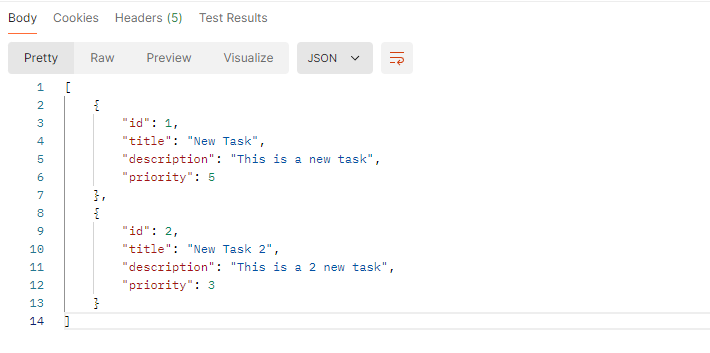 Body Cookies Headers (5) Test Results
Pretty Raw Preview Visualize JSON
1 [
2 {
3 "id": 1,
4 "title": "New Task",
5 "description": "This is a new task",
6 "priority": 5
7 },
8 {
9 "id": 2,
10 "title": "New Task 2",
11 "description": "This is a 2 new task",
12 "priority": 3
13 }
14 ]